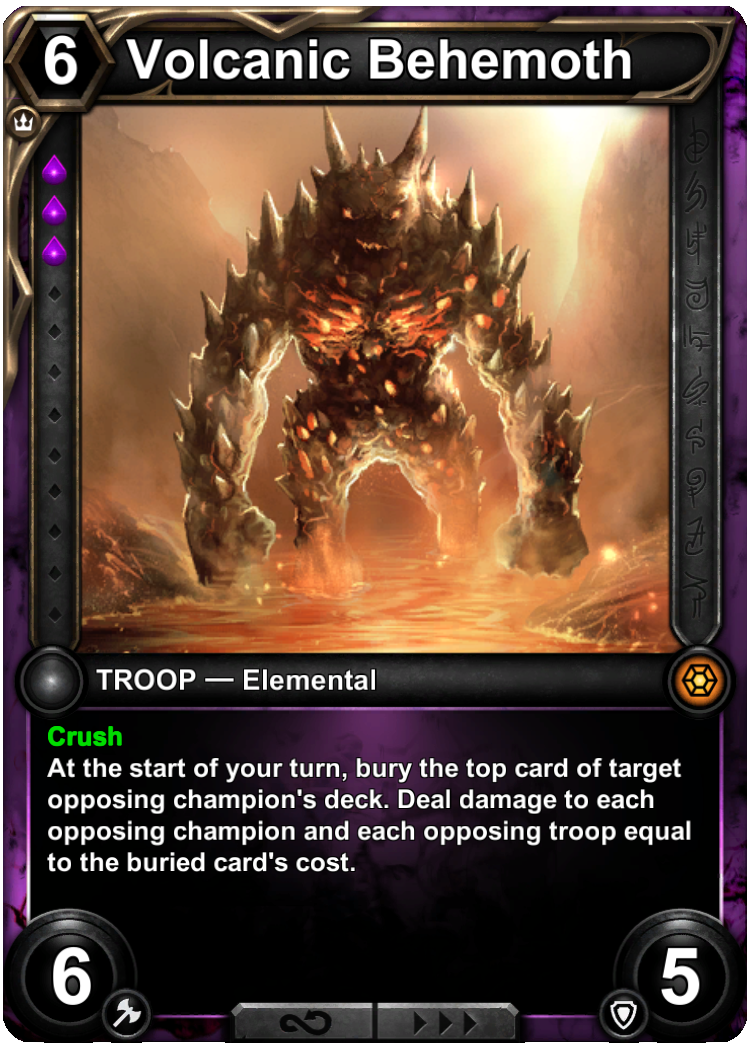 6 Volcanic Behemoth
TROOP — Elemental
Crush
At the start of your turn, bury the top card of target
opposing champion's deck. Deal damage to each
opposing champion and each opposing troop equal
to the buried card's cost.
6 5